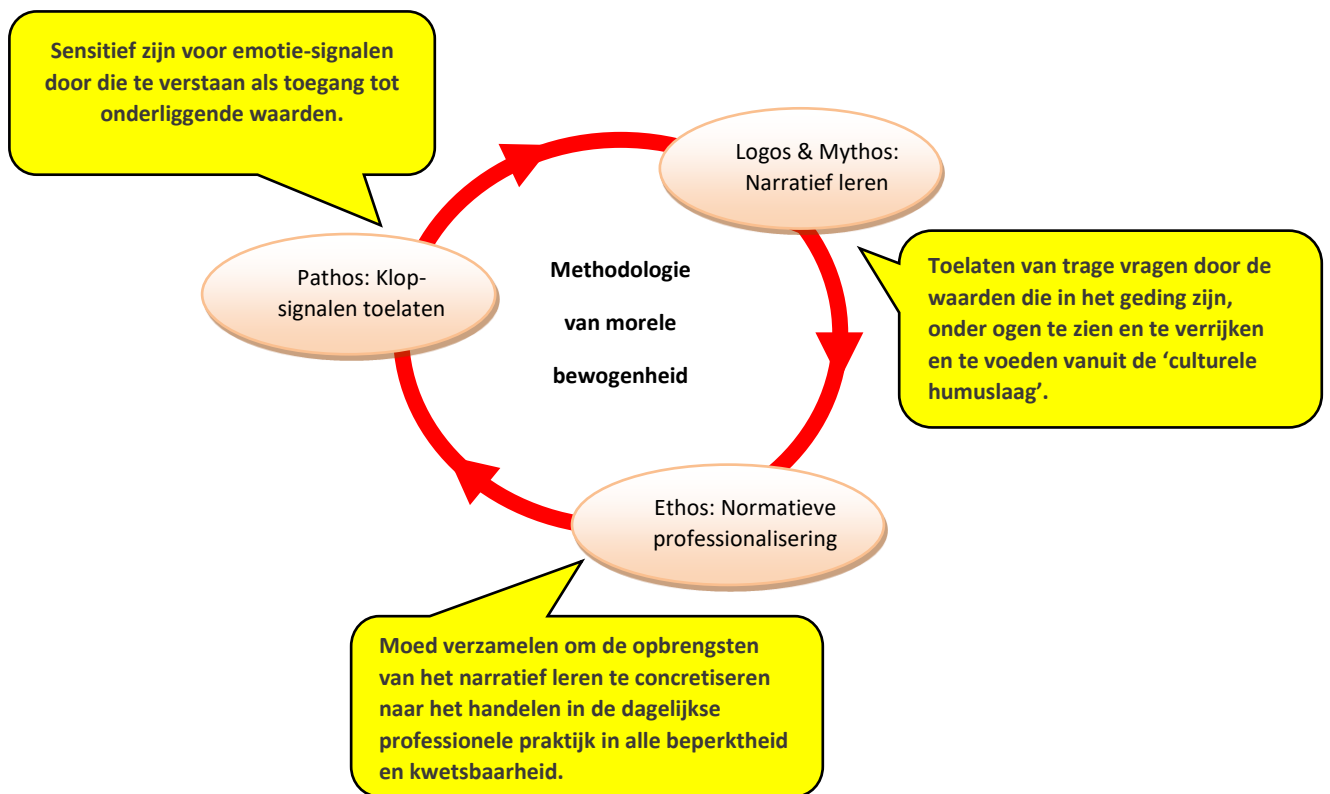 Sensitief zijn voor emotie-signalen
door die te verstaan als toegang tot
onderliggende waarden.
Logos & Mythos:
Narratief leren
Pathos: Klop-
signalen toelaten
Methodologie
van morele
bewogenheid
Toelaten van trage vragen door de
waarden die in het geding zijn,
onder ogen te zien en te verrijken
en te voeden vanuit de ‘culturele
humuslaag’.
Ethos: Normatieve
professionalisering
Moed verzamelen om de opbrengsten
van het narratief leren te concretiseren
naar het handelen in de dagelijkse
professionele praktijk in alle beperktheid
en kwetsbaarheid.